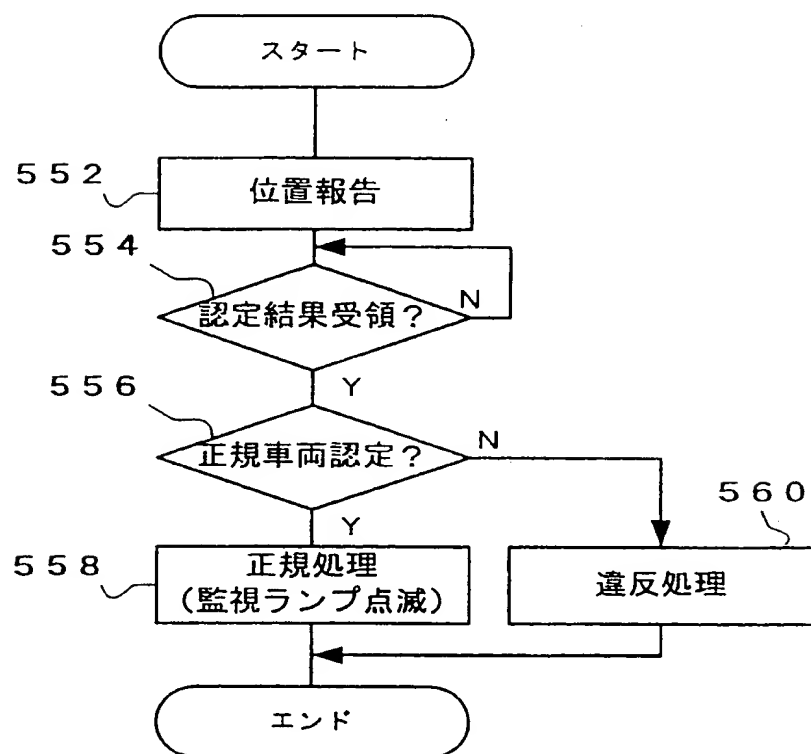 スタート
552
位置報告
554
認定結果受領?
N
Y
556
正規車両認定?
N
Y
560
558
正規処理
(監視ランプ点滅)
違反処理
エンド